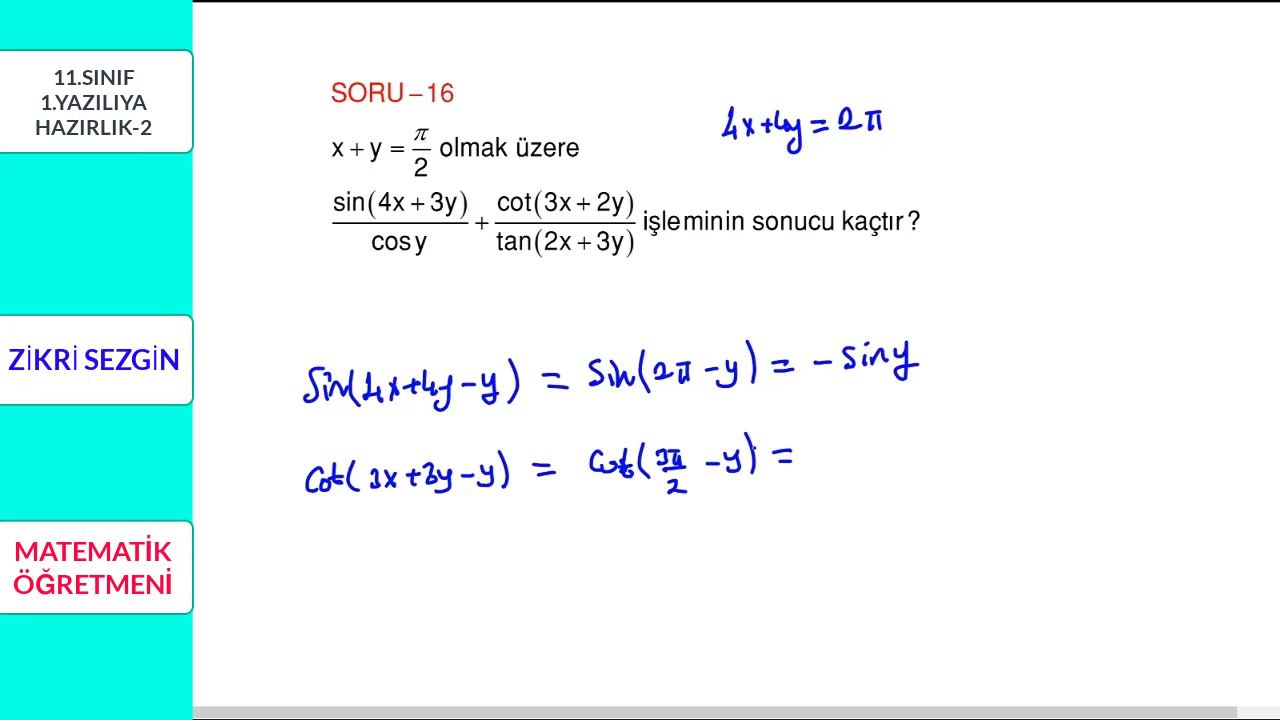 11.SINIF
1.YAZILIYA
HAZIRLIK-2
ZİKRİ SEZGİN
MATEMATİK
ÖĞRETMENİ
SORU – 16
x + y = π/2 olmak üzere
sin(4x + 3y)/cos y + cot(3x + 2y)/tan(2x + 3y) işleminin sonucu kaçtır?
4x+4y = 2π
Sin(4x+4y-y) = Sin(2π -y) = - Siny
Cot(3x+3y-y) = Cot(3π/2 -y) =